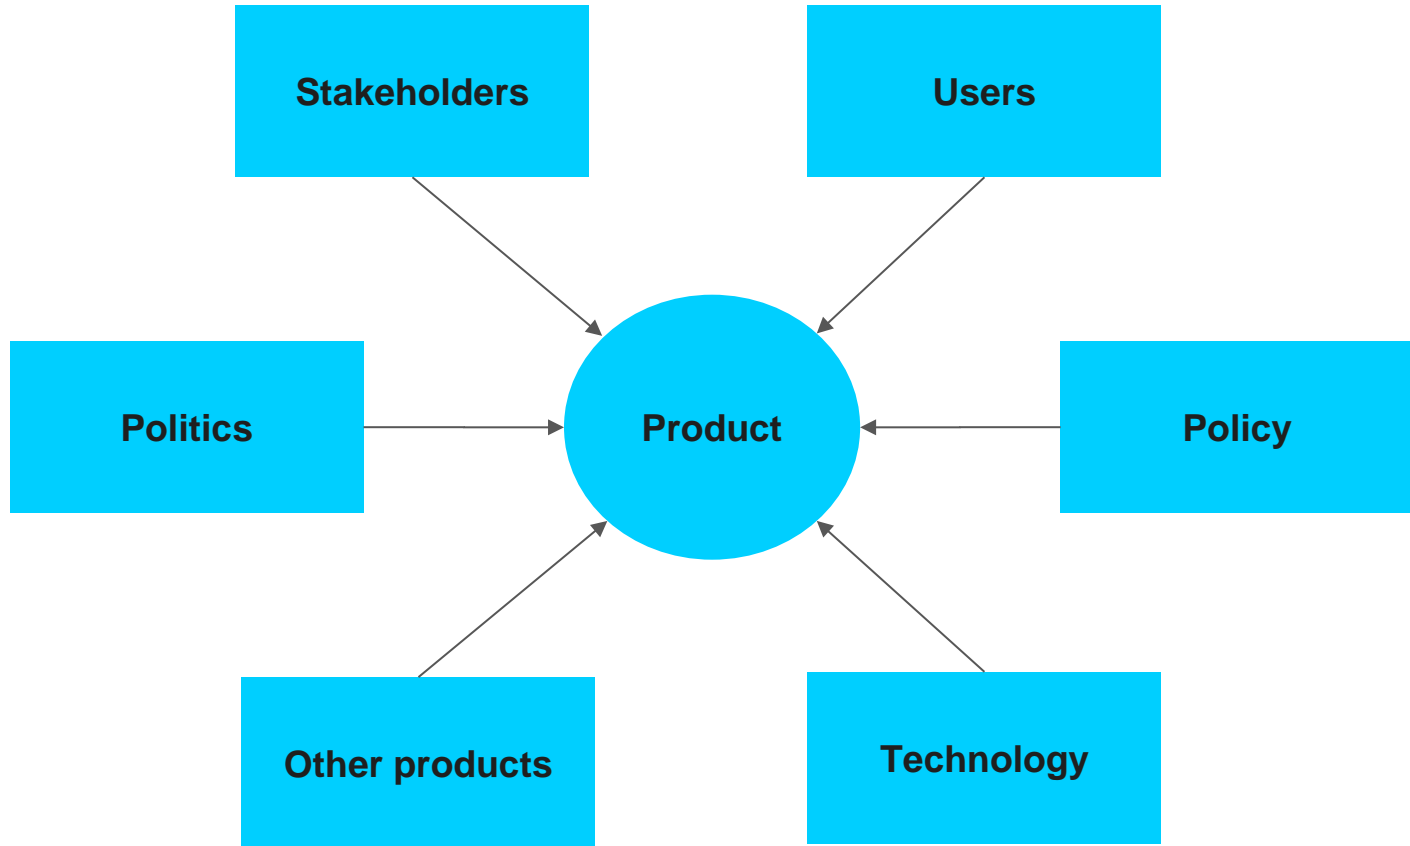 Stakeholders
Users
Politics
Product
Policy
Other products
Technology